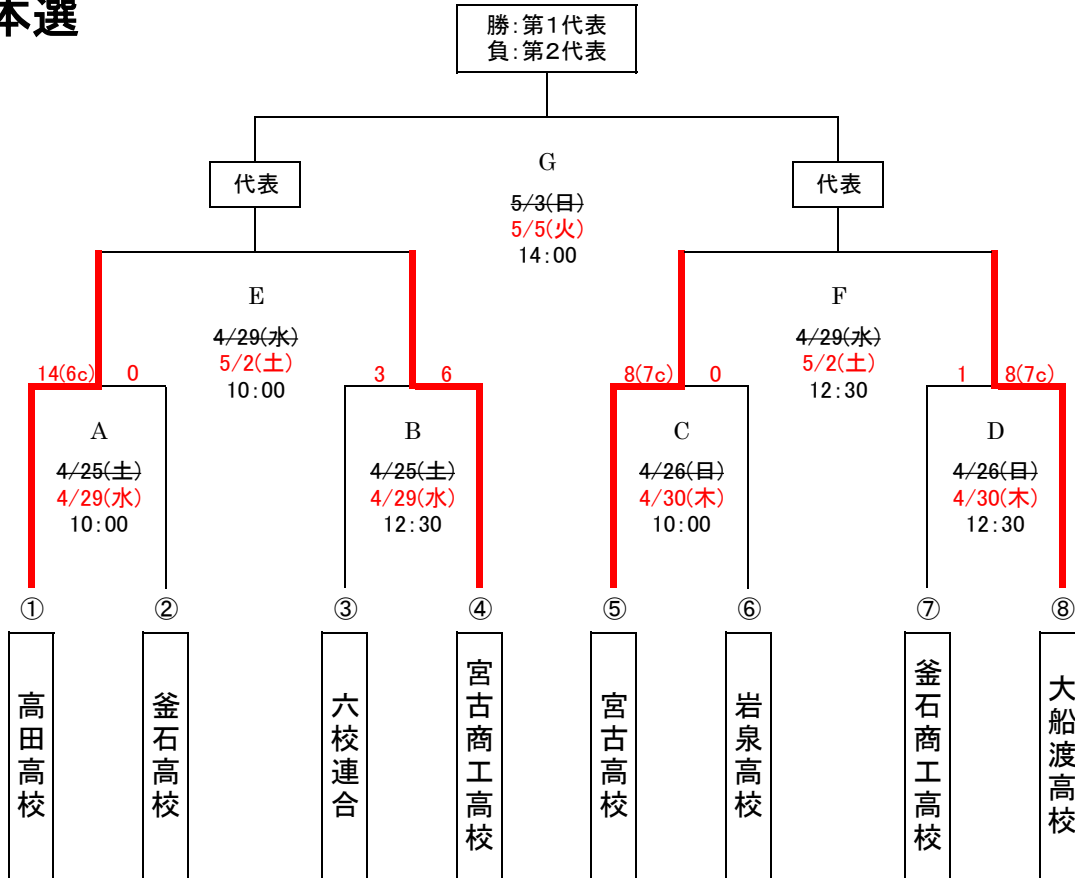 本選
勝:第1代表
負:第2代表
代表
G
代表
5/3(日)
5/5(火)
14:00
E
F
4/29(水)
5/2(土)
10:00
4/29(水)
5/2(土)
12:30
14(6c) 0
3 6
8(7c) 0
1 8(7c)
A
B
C
D
4/25(土)
4/29(水)
10:00
4/25(土)
4/29(水)
12:30
4/26(日)
4/30(木)
10:00
4/26(日)
4/30(木)
12:30
① ② ③ ④ ⑤ ⑥ ⑦ ⑧
高田高校
釜石高校
六校連合
宮古商工高校
宮古高校
岩泉高校
釜石商工高校
大船渡高校